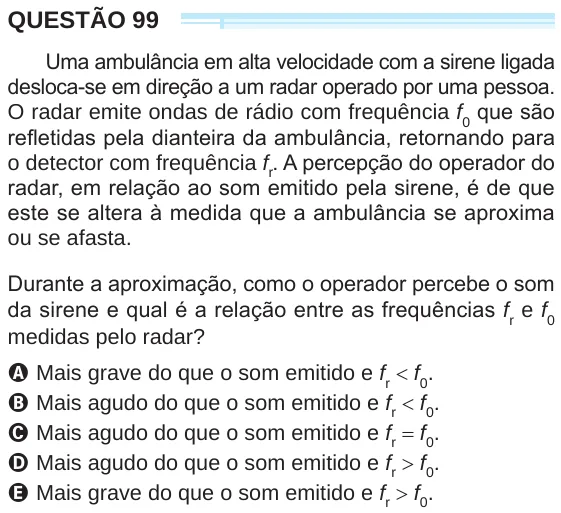 QUESTÃO 99
Uma ambulância em alta velocidade com a sirene ligada
desloca-se em direção a um radar operado por uma pessoa.
O radar emite ondas de rádio com frequência f0 que são
refletidas pela dianteira da ambulância, retornando para
o detector com frequência fr. A percepção do operador do
radar, em relação ao som emitido pela sirene, é de que
este se altera à medida que a ambulância se aproxima
ou se afasta.
Durante a aproximação, como o operador percebe o som
da sirene e qual é a relação entre as frequências fr e f0
medidas pelo radar?
A Mais grave do que o som emitido e fr < f0.
B Mais agudo do que o som emitido e fr < f0.
C Mais agudo do que o som emitido e fr = f0.
D Mais agudo do que o som emitido e fr > f0.
E Mais grave do que o som emitido e fr > f0.